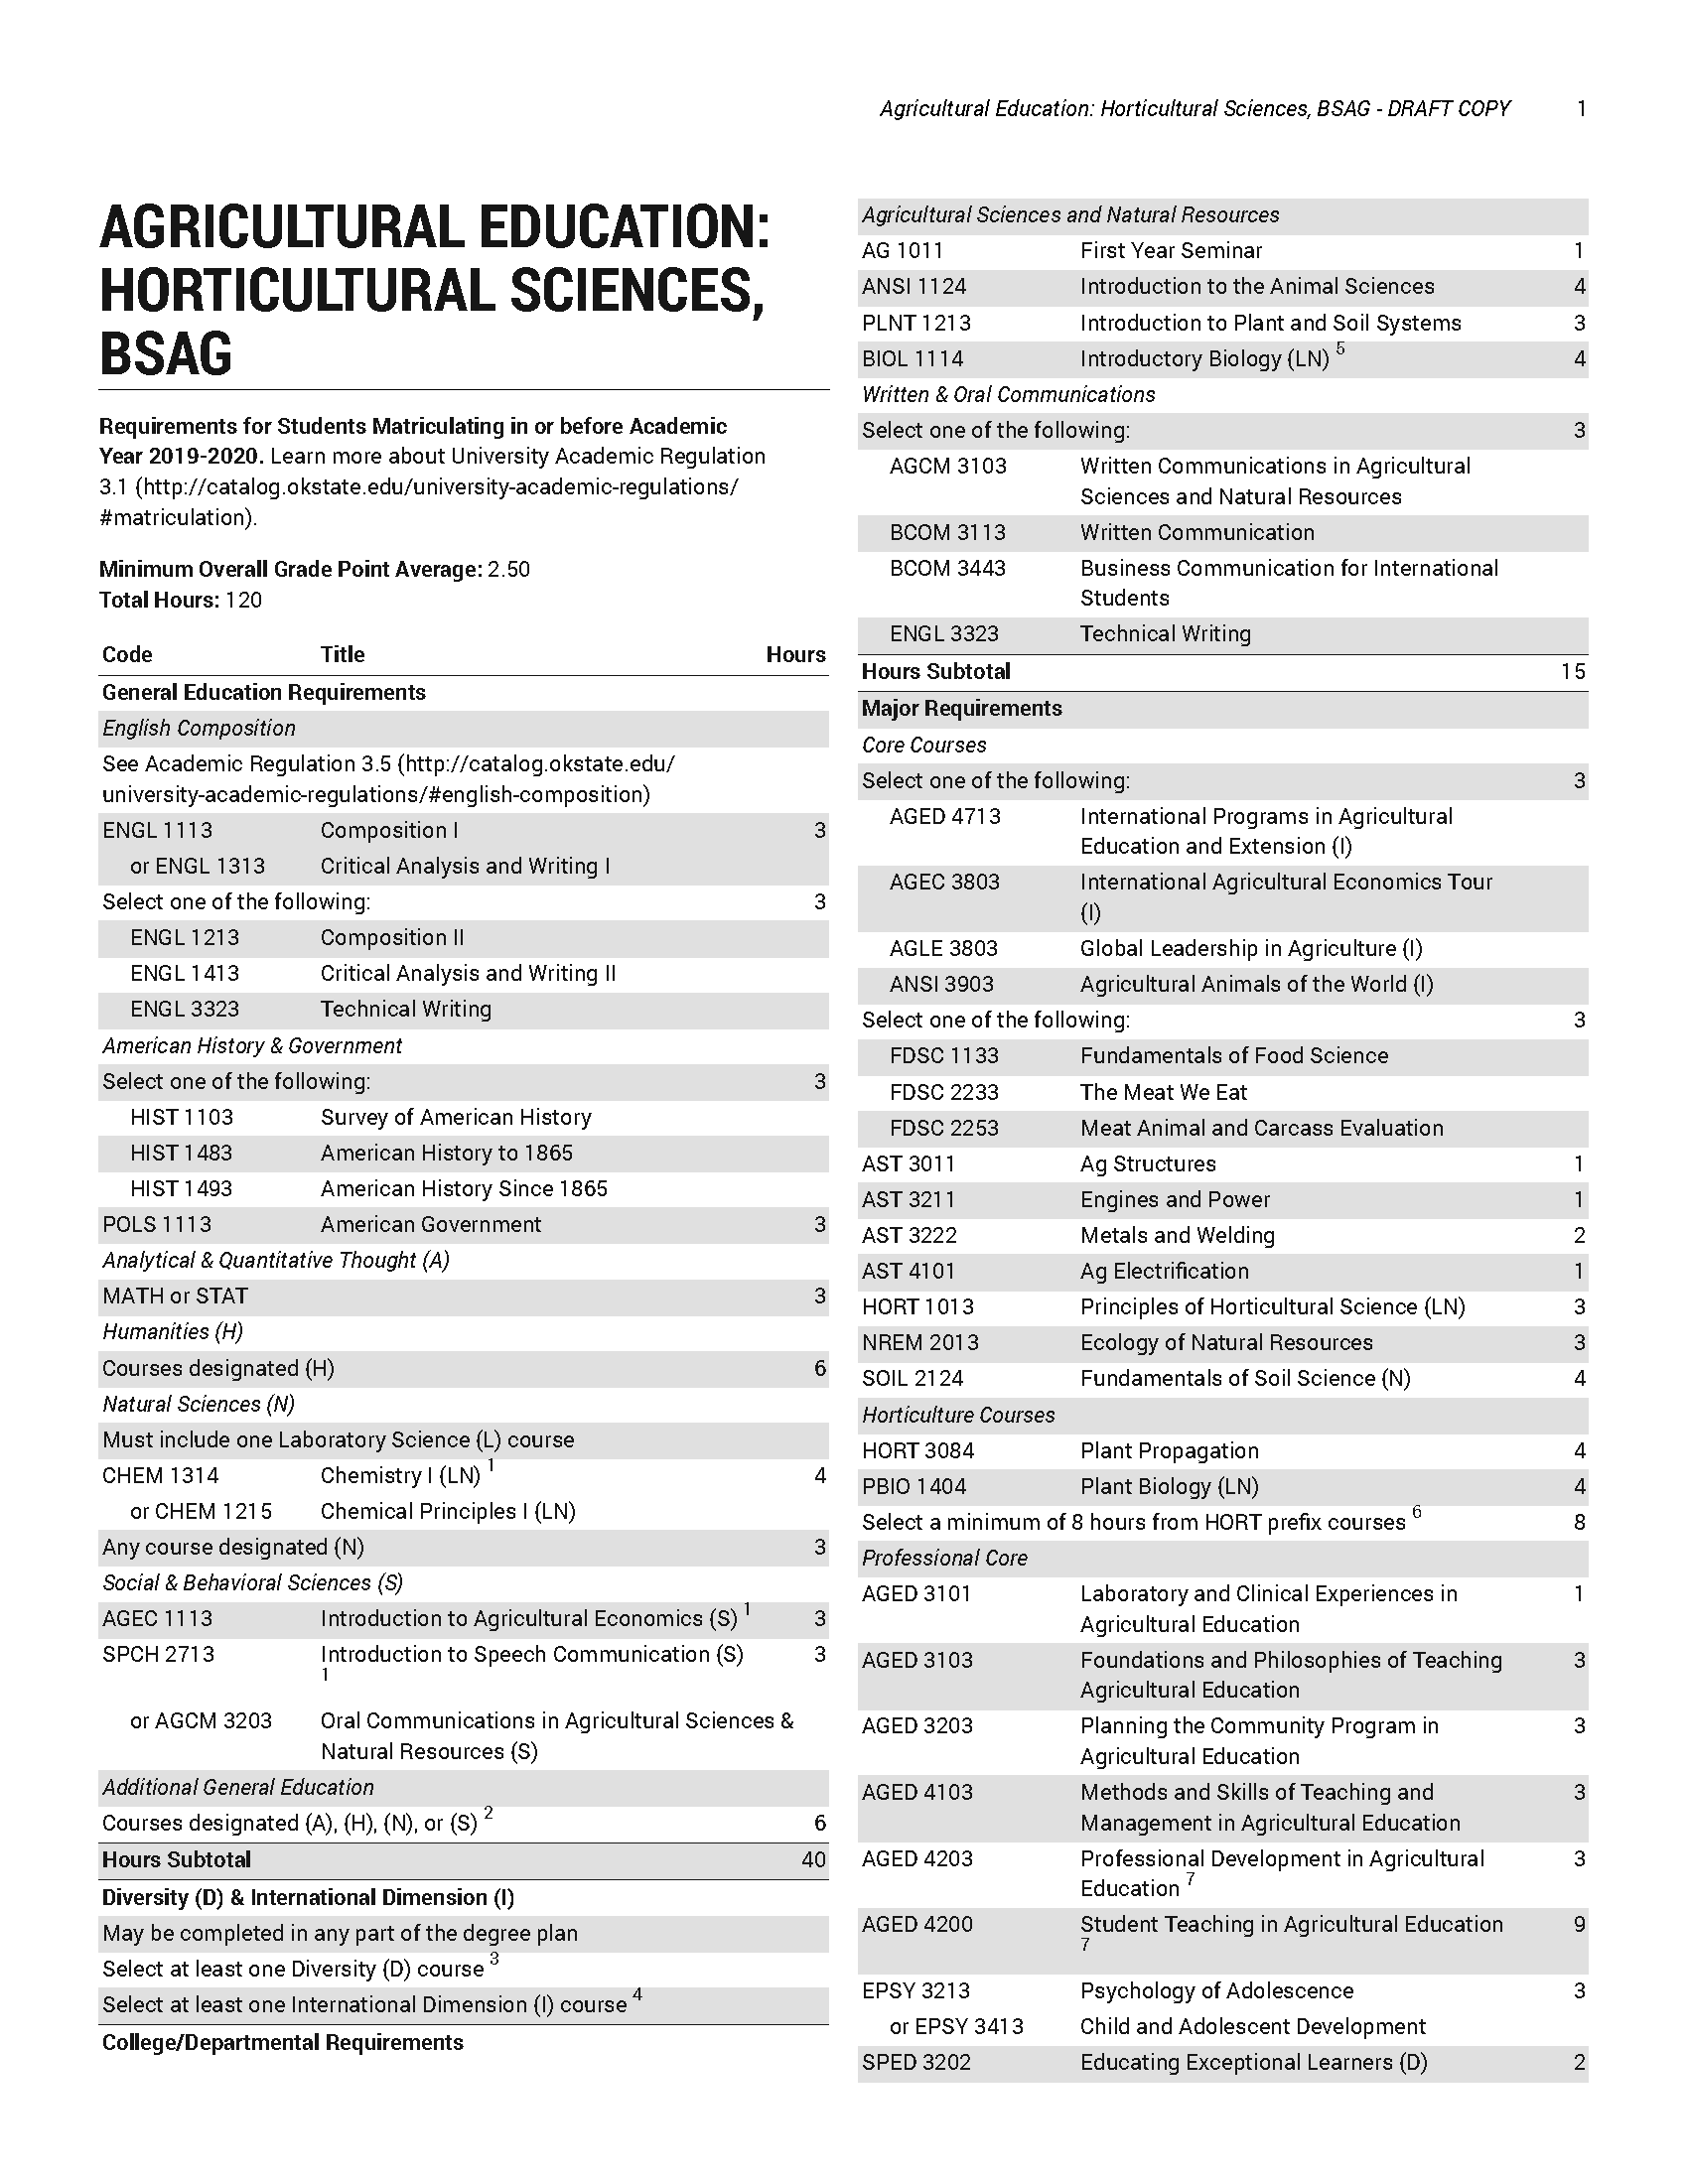 Agricultural Education: Horticultural Sciences, BSAG - DRAFT COPY 1
AGRICULTURAL EDUCATION:
HORTICULTURAL SCIENCES,
BSAG
Requirements for Students Matriculating in or before Academic
Year 2019-2020. Learn more about University Academic Regulation
3.1 (http://catalog.okstate.edu/university-academic-regulations/
#matriculation).
Minimum Overall Grade Point Average: 2.50
Total Hours: 120
Code Title Hours
General Education Requirements
English Composition
See Academic Regulation 3.5 (http://catalog.okstate.edu/
university-academic-regulations/#english-composition)
ENGL 1113 Composition I 3
or ENGL 1313 Critical Analysis and Writing I
Select one of the following: 3
ENGL 1213 Composition II
ENGL 1413 Critical Analysis and Writing II
ENGL 3323 Technical Writing
American History & Government
Select one of the following: 3
HIST 1103 Survey of American History
HIST 1483 American History to 1865
HIST 1493 American History Since 1865
POLS 1113 American Government 3
Analytical & Quantitative Thought (A)
MATH or STAT 3
Humanities (H)
Courses designated (H) 6
Natural Sciences (N)
Must include one Laboratory Science (L) course
CHEM 1314 Chemistry I (LN) 1 4
or CHEM 1215 Chemical Principles I (LN)
Any course designated (N) 3
Social & Behavioral Sciences (S)
AGEC 1113 Introduction to Agricultural Economics (S) 1 3
SPCH 2713 Introduction to Speech Communication (S) 3
1
or AGCM 3203 Oral Communications in Agricultural Sciences &
Natural Resources (S)
Additional General Education
Courses designated (A), (H), (N), or (S) 2 6
Hours Subtotal 40
Diversity (D) & International Dimension (I)
May be completed in any part of the degree plan
Select at least one Diversity (D) course 3
Select at least one International Dimension (I) course 4
College/Departmental Requirements
Agricultural Sciences and Natural Resources
AG 1011 First Year Seminar 1
ANSI 1124 Introduction to the Animal Sciences 4
PLNT 1213 Introduction to Plant and Soil Systems 3
BIOL 1114 Introductory Biology (LN) 5 4
Written & Oral Communications
Select one of the following: 3
AGCM 3103 Written Communications in Agricultural
Sciences and Natural Resources
BCOM 3113 Written Communication
BCOM 3443 Business Communication for International
Students
ENGL 3323 Technical Writing
Hours Subtotal 15
Major Requirements
Core Courses
Select one of the following: 3
AGED 4713 International Programs in Agricultural
Education and Extension (I)
AGEC 3803 International Agricultural Economics Tour
(I)
AGLE 3803 Global Leadership in Agriculture (I)
ANSI 3903 Agricultural Animals of the World (I)
Select one of the following: 3
FDSC 1133 Fundamentals of Food Science
FDSC 2233 The Meat We Eat
FDSC 2253 Meat Animal and Carcass Evaluation
AST 3011 Ag Structures 1
AST 3211 Engines and Power 1
AST 3222 Metals and Welding 2
AST 4101 Ag Electrification 1
HORT 1013 Principles of Horticultural Science (LN) 3
NREM 2013 Ecology of Natural Resources 3
SOIL 2124 Fundamentals of Soil Science (N) 4
Horticulture Courses
HORT 3084 Plant Propagation 4
PBIO 1404 Plant Biology (LN) 4
Select a minimum of 8 hours from HORT prefix courses 6 8
Professional Core
AGED 3101 Laboratory and Clinical Experiences in 1
Agricultural Education
AGED 3103 Foundations and Philosophies of Teaching 3
Agricultural Education
AGED 3203 Planning the Community Program in 3
Agricultural Education
AGED 4103 Methods and Skills of Teaching and 3
Management in Agricultural Education
AGED 4203 Professional Development in Agricultural 3
Education 7
AGED 4200 Student Teaching in Agricultural Education 9
7
EPSY 3213 Psychology of Adolescence 3
or EPSY 3413 Child and Adolescent Development
SPED 3202 Educating Exceptional Learners (D) 2